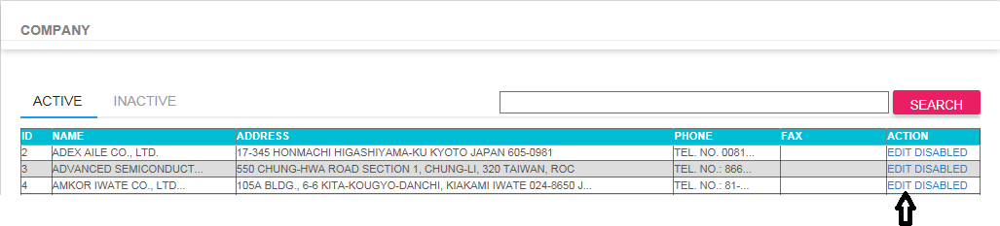 COMPANY
ACTIVE INACTIVE SEARCH
ID NAME ADDRESS PHONE FAX ACTION
2 ADEX AILE CO., LTD. 17-345 HONMACHI HIGASHIYAMA-KU KYOTO JAPAN 605-0981 TEL. NO. 0081... EDIT DISABLED
3 ADVANCED SEMICONDUCT... 550 CHUNG-HWA ROAD SECTION 1, CHUNG-LI, 320 TAIWAN, ROC TEL. NO.: 866... EDIT DISABLED
4 AMKOR IWATE CO., LTD... 105A BLDG., 6-6 KITA-KOUGYO-DANCHI, KIAKAMI IWATE 024-8650 J... TEL. NO.: 81-... EDIT DISABLED